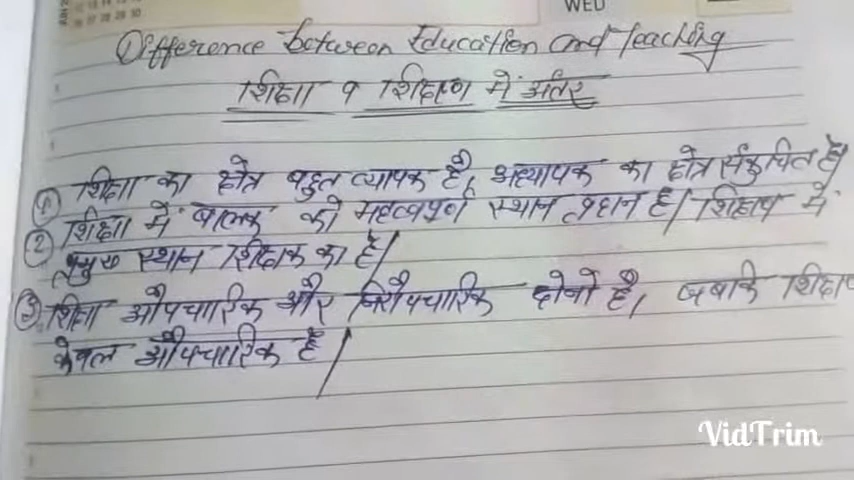 WED
Difference between Education and Teaching
शिक्षा व शिक्षण में अंतर
① शिक्षा का क्षेत्र बहुत व्यापक है, अध्यापक का क्षेत्र संकुचित है।
② शिक्षा में बालक को महत्वपूर्ण स्थान प्रदान है। शिक्षण में
प्रमुख स्थान शिक्षक का है।
③ शिक्षा औपचारिक और निरौपचारिक दोनों है, जबकि
केवल औपचारिक है।
VidTrim